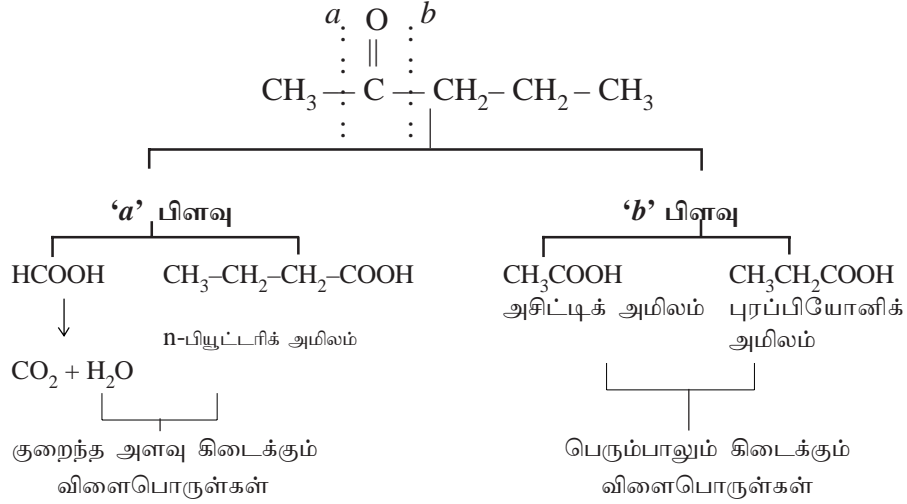 a O b
||
CH₃ — C — CH₂– CH₂ – CH₃
‘a’ பிளவு
‘b’ பிளவு
HCOOH CH₃–CH₂–CH₂–COOH
CH₃COOH CH₃CH₂COOH
அசிட்டிக் அமிலம் புரப்பியோனிக்
அமிலம்
n-பியூட்டரிக் அமிலம்
CO₂ + H₂O
குறைந்த அளவு கிடைக்கும்
விளைபொருள்கள்
பெரும்பாலும் கிடைக்கும்
விளைபொருள்கள்